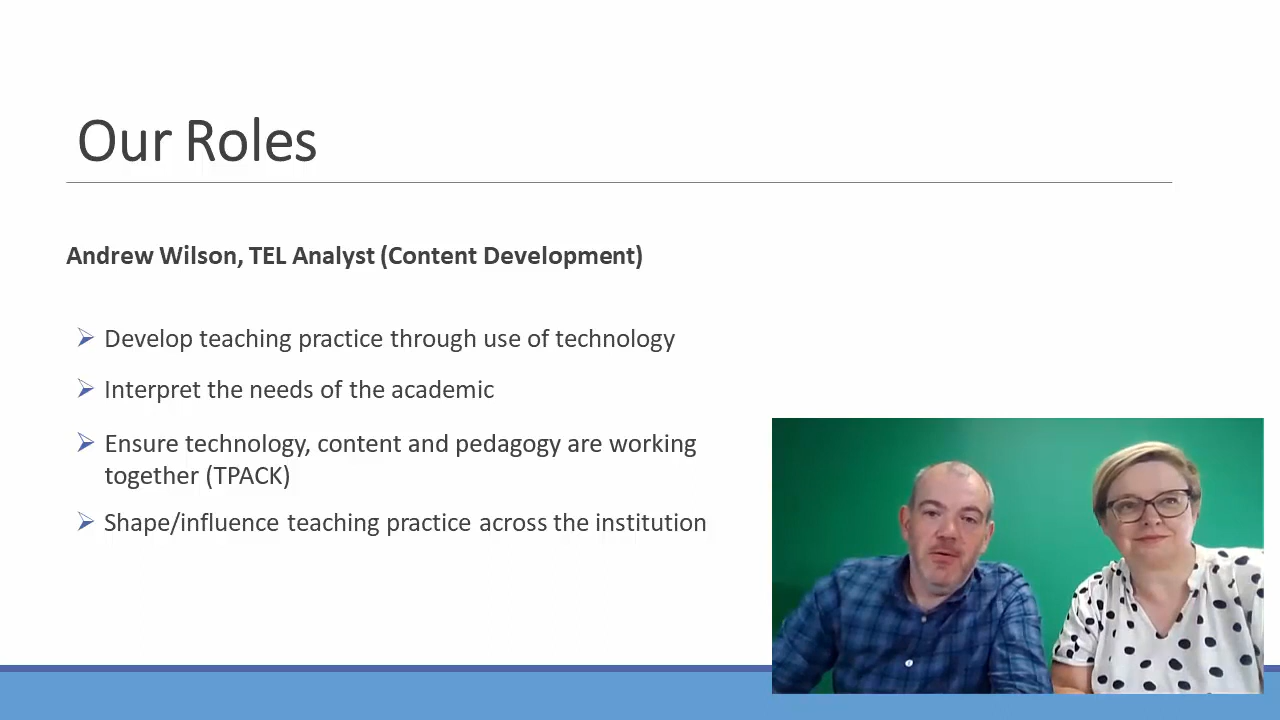 Our Roles
Andrew Wilson, TEL Analyst (Content Development)
Develop teaching practice through use of technology
Interpret the needs of the academic
Ensure technology, content and pedagogy are working
together (TPACK)
Shape/influence teaching practice across the institution